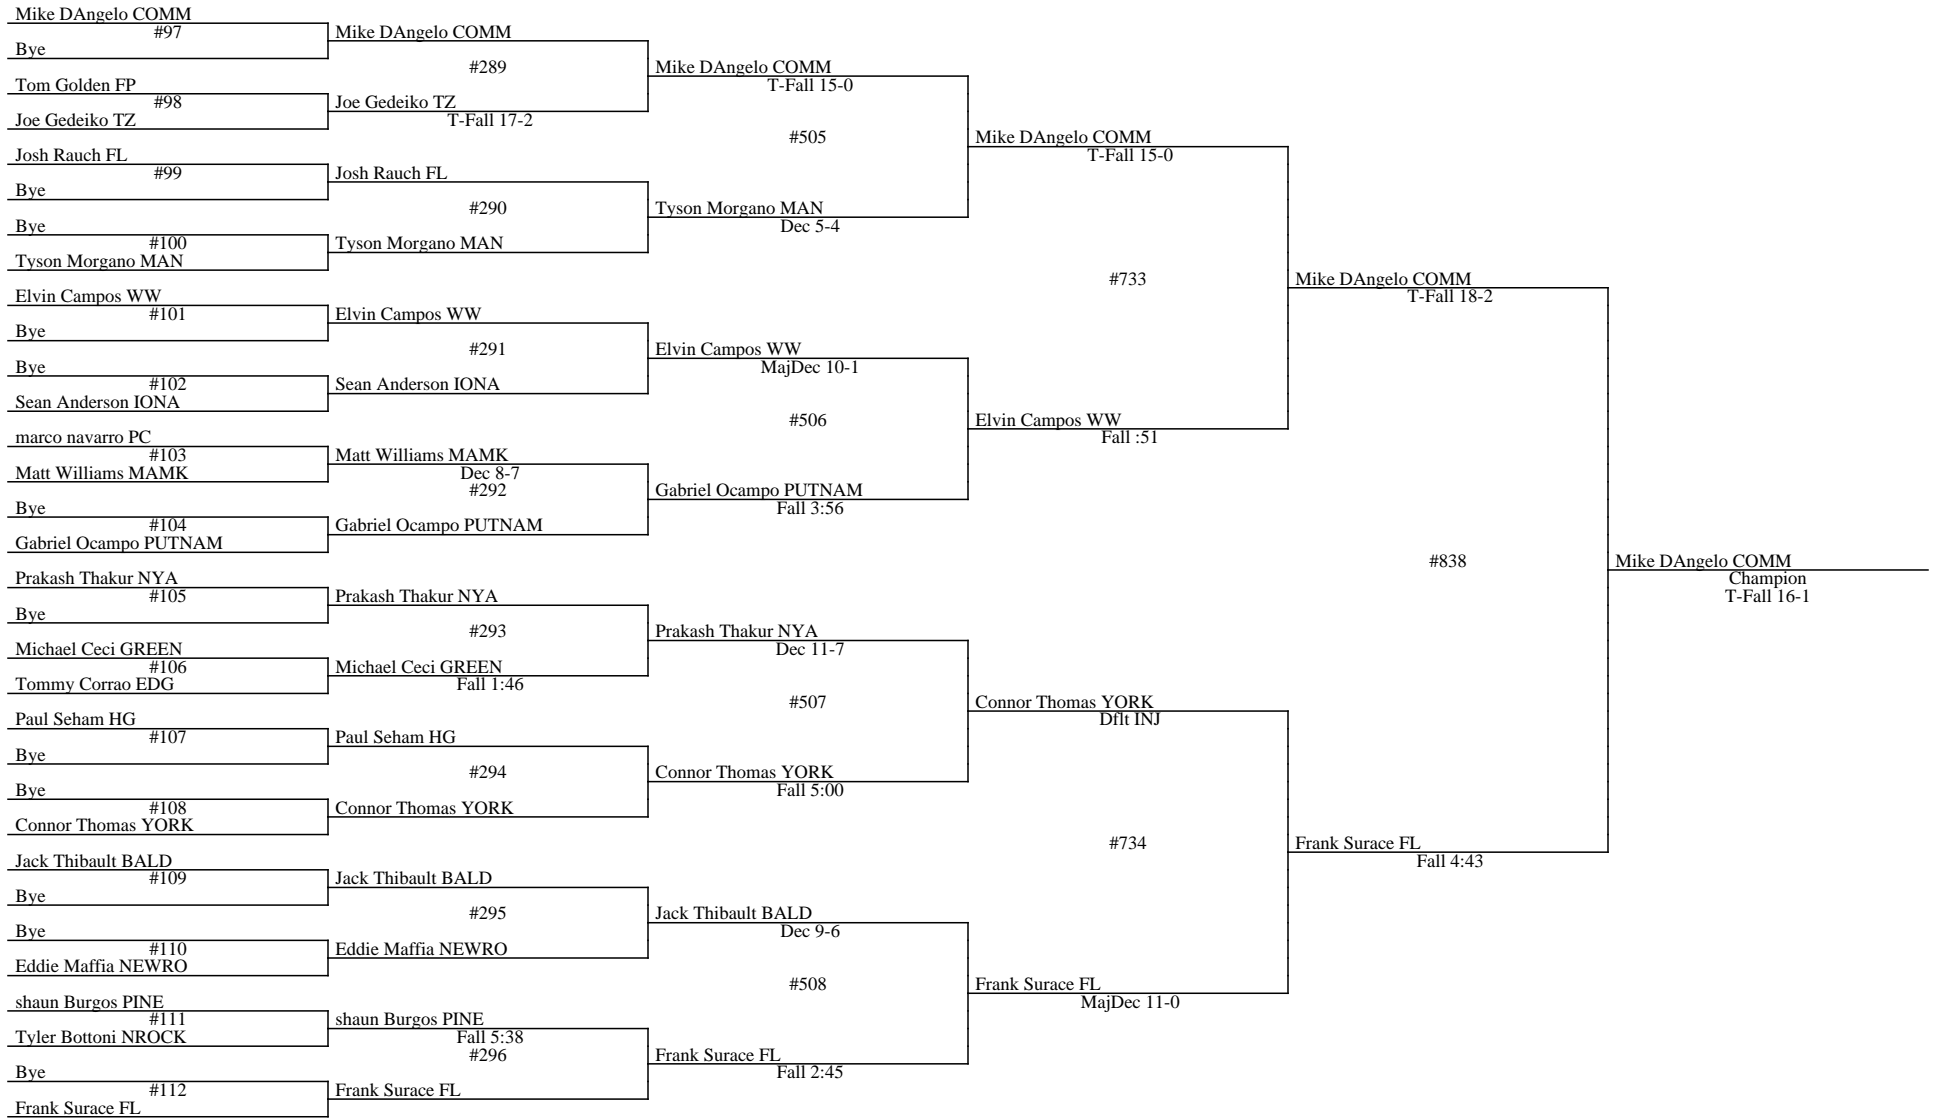 Mike DAngelo COMM
#97
Bye
Tom Golden FP
#98
Joe Gedeiko TZ
Josh Rauch FL
#99
Bye
Bye
#100
Tyson Morgano MAN
Elvin Campos WW
#101
Bye
Bye
#102
Sean Anderson IONA
marco navarro PC
#103
Matt Williams MAMK
Bye
#104
Gabriel Ocampo PUTNAM
Prakash Thakur NYA
#105
Bye
Michael Ceci GREEN
#106
Tommy Corrao EDG
Paul Seham HG
#107
Bye
Bye
#108
Connor Thomas YORK
Jack Thibault BALD
#109
Bye
Bye
#110
Eddie Maffia NEWRO
shaun Burgos PINE
#111
Tyler Bottoni NROCK
Bye
#112
Frank Surace FL
Mike DAngelo COMM
#289
Joe Gedeiko TZ
T-Fall 17-2
Josh Rauch FL
#290
Tyson Morgano MAN
Elvin Campos WW
#291
Sean Anderson IONA
Matt Williams MAMK
Dec 8-7
#292
Gabriel Ocampo PUTNAM
Prakash Thakur NYA
#293
Michael Ceci GREEN
Fall 1:46
Paul Seham HG
#294
Connor Thomas YORK
Jack Thibault BALD
#295
Eddie Maffia NEWRO
shaun Burgos PINE
Fall 5:38
#296
Frank Surace FL
Mike DAngelo COMM
T-Fall 15-0
#505
Tyson Morgano MAN
Dec 5-4
Elvin Campos WW
MajDec 10-1
#506
Gabriel Ocampo PUTNAM
Fall 3:56
Prakash Thakur NYA
Dec 11-7
#507
Connor Thomas YORK
Fall 5:00
Jack Thibault BALD
Dec 9-6
#508
Frank Surace FL
Fall 2:45
Mike DAngelo COMM
T-Fall 15-0
#733
Elvin Campos WW
Fall :51
Connor Thomas YORK
Dflt INJ
#734
Frank Surace FL
MajDec 11-0
Mike DAngelo COMM
T-Fall 18-2
#838
Frank Surace FL
Fall 4:43
Mike DAngelo COMM
Champion
T-Fall 16-1